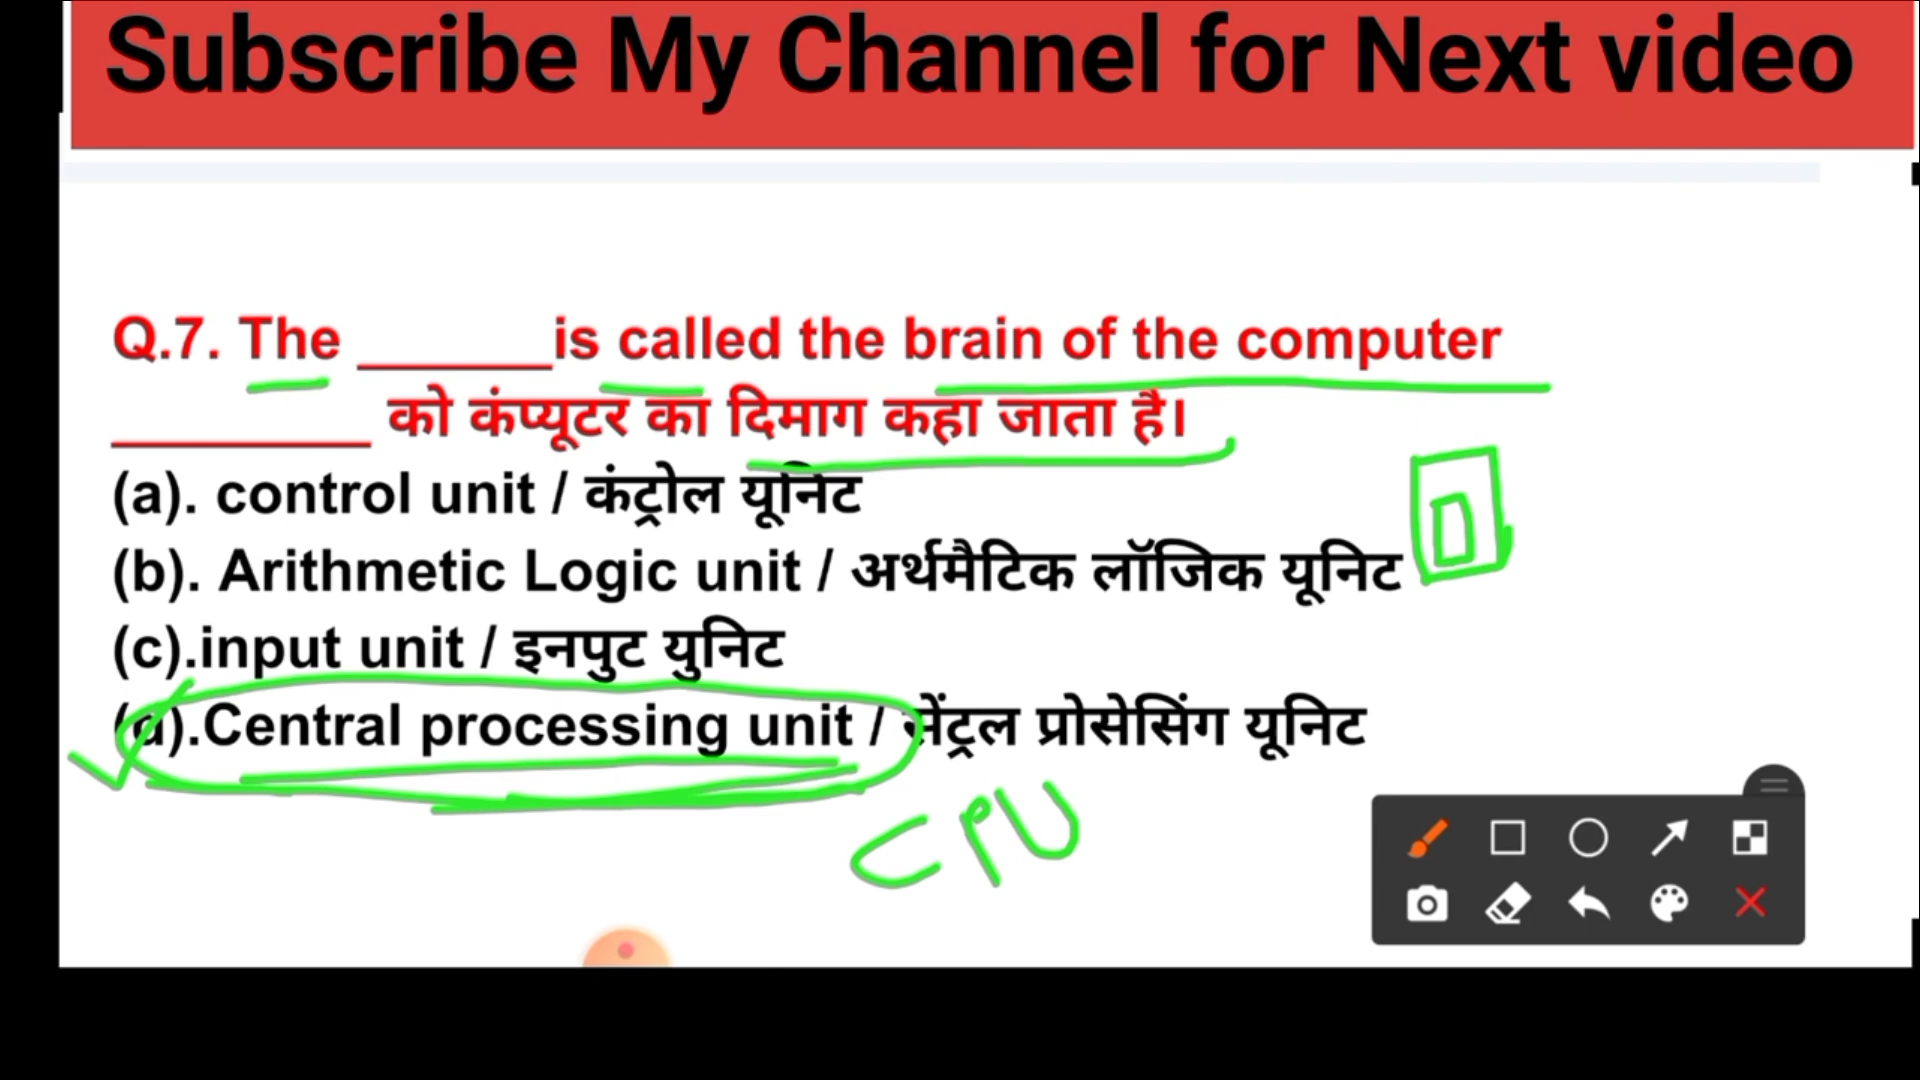 Subscribe My Channel for Next video
Q.7. The ______is called the brain of the computer
________ को कंप्यूटर का दिमाग कहा जाता है।
(a). control unit / कंट्रोल यूनिट
(b). Arithmetic Logic unit / अर्थमैटिक लॉजिक यूनिट
(c).input unit / इनपुट युनिट
(d).Central processing unit / सेंट्रल प्रोसेसिंग यूनिट
CPU